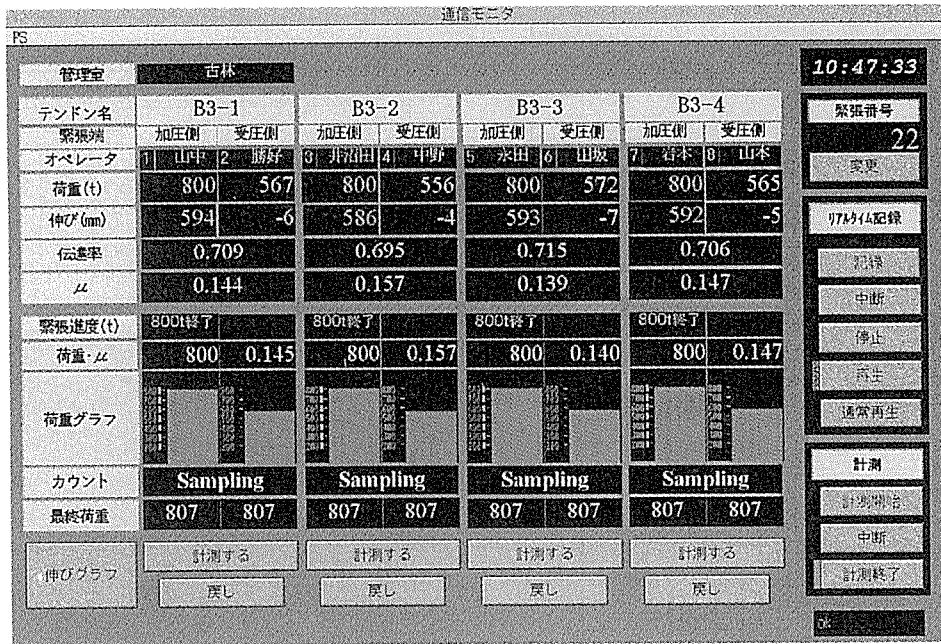 通信モニタ
PS
管理室 古林 10:47:33
テンドン名 B3-1 B3-2 B3-3 B3-4 緊張番号
緊張端 加圧側 受圧側 加圧側 受圧側 加圧側 受圧側 加圧側 受圧側 22
オペレータ 1 山中 2 勝好 3 井沼田 4 中野 5 永田 6 山坂 7 岩本 8 山本 変更
荷重(t) 800 567 800 556 800 572 800 565
伸び(mm) 594 -6 586 -4 593 -7 592 -5 リアルタイム記録
伝達率 0.709 0.695 0.715 0.706 記録
μ 0.144 0.157 0.139 0.147 中断
緊張進度(t) 800t終了 800t終了 800t終了 800t終了 停止
荷重・μ 800 0.145 800 0.157 800 0.140 800 0.147 再生
荷重グラフ 通常再生
計測
カウント Sampling Sampling Sampling Sampling 計測開始
最終荷重 807 807 807 807 807 807 807 807 中断
伸びグラフ 計測する 計測する 計測する 計測する 計測終了
戻し 戻し 戻し 戻し
ok